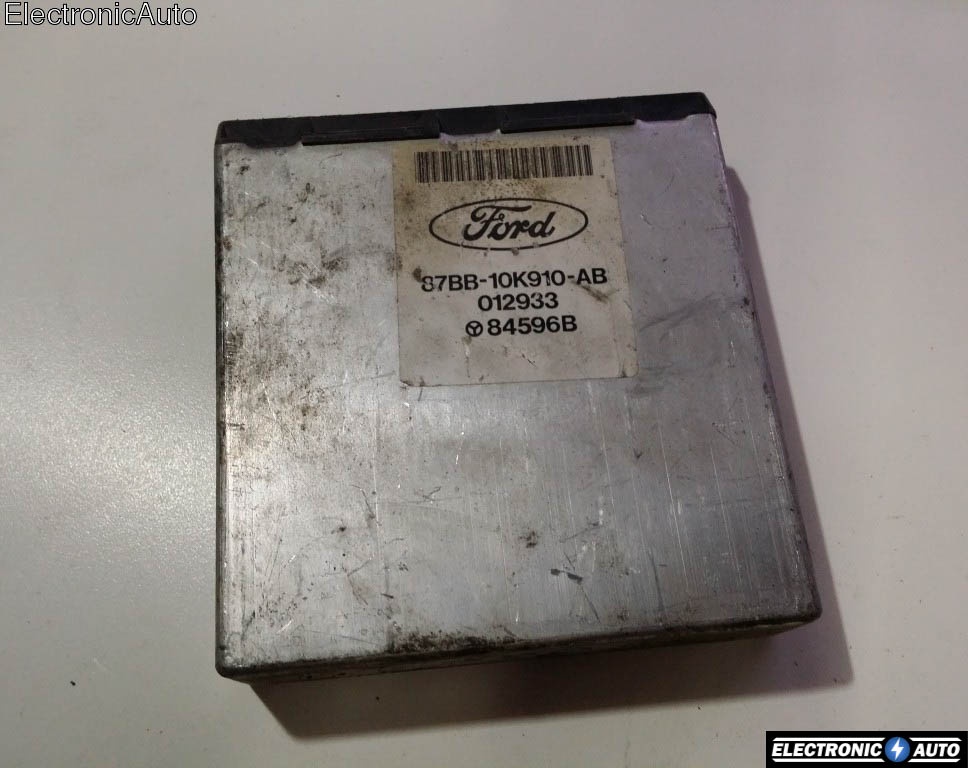 ElectronicAuto
Ford
87BB-10K910-AB
012933
84596B
ELECTRONIC AUTO